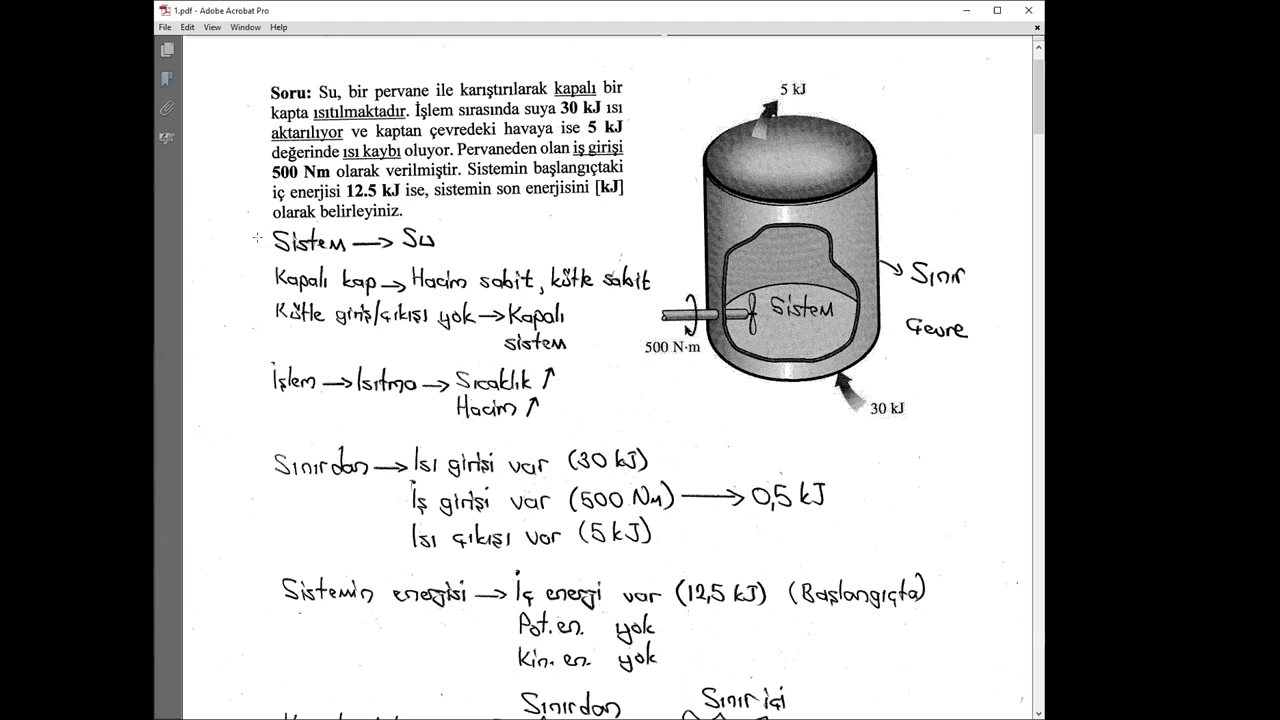 1.pdf - Adobe Acrobat Pro
File Edit View Window Help
Soru: Su, bir pervane ile karıştırılarak kapalı bir
kapta ısıtılmaktadır. İşlem sırasında suya 30 kJ ısı
aktarılıyor ve kaptan çevredeki havaya ise 5 kJ
değerinde ısı kaybı oluyor. Pervaneden olan iş girişi
500 Nm olarak verilmiştir. Sistemin başlangıçtaki
iç enerjisi 12.5 kJ ise, sistemin son enerjisini [kJ]
olarak belirleyiniz.
5 kJ
Sistem → Su
Kapalı kap → Hacim sabit, kütle sabit
Kütle giriş/çıkışı yok → Kapalı
sistem
Sınır
Sistem
Çevre
500 N·m
30 kJ
İşlem → Isıtma → Sıcaklık ↑
Hacim ↑
Sınırdan → Isı girişi var (30 kJ)
İş girişi var (500 Nm) → 0,5 kJ
Isı çıkışı var (5 kJ)
Sistemin energisi → İç energi var (12,5 kJ) (Başlangıçta)
Pot. en. yok
Kin. en. yok
Sınırdan Sınır içi